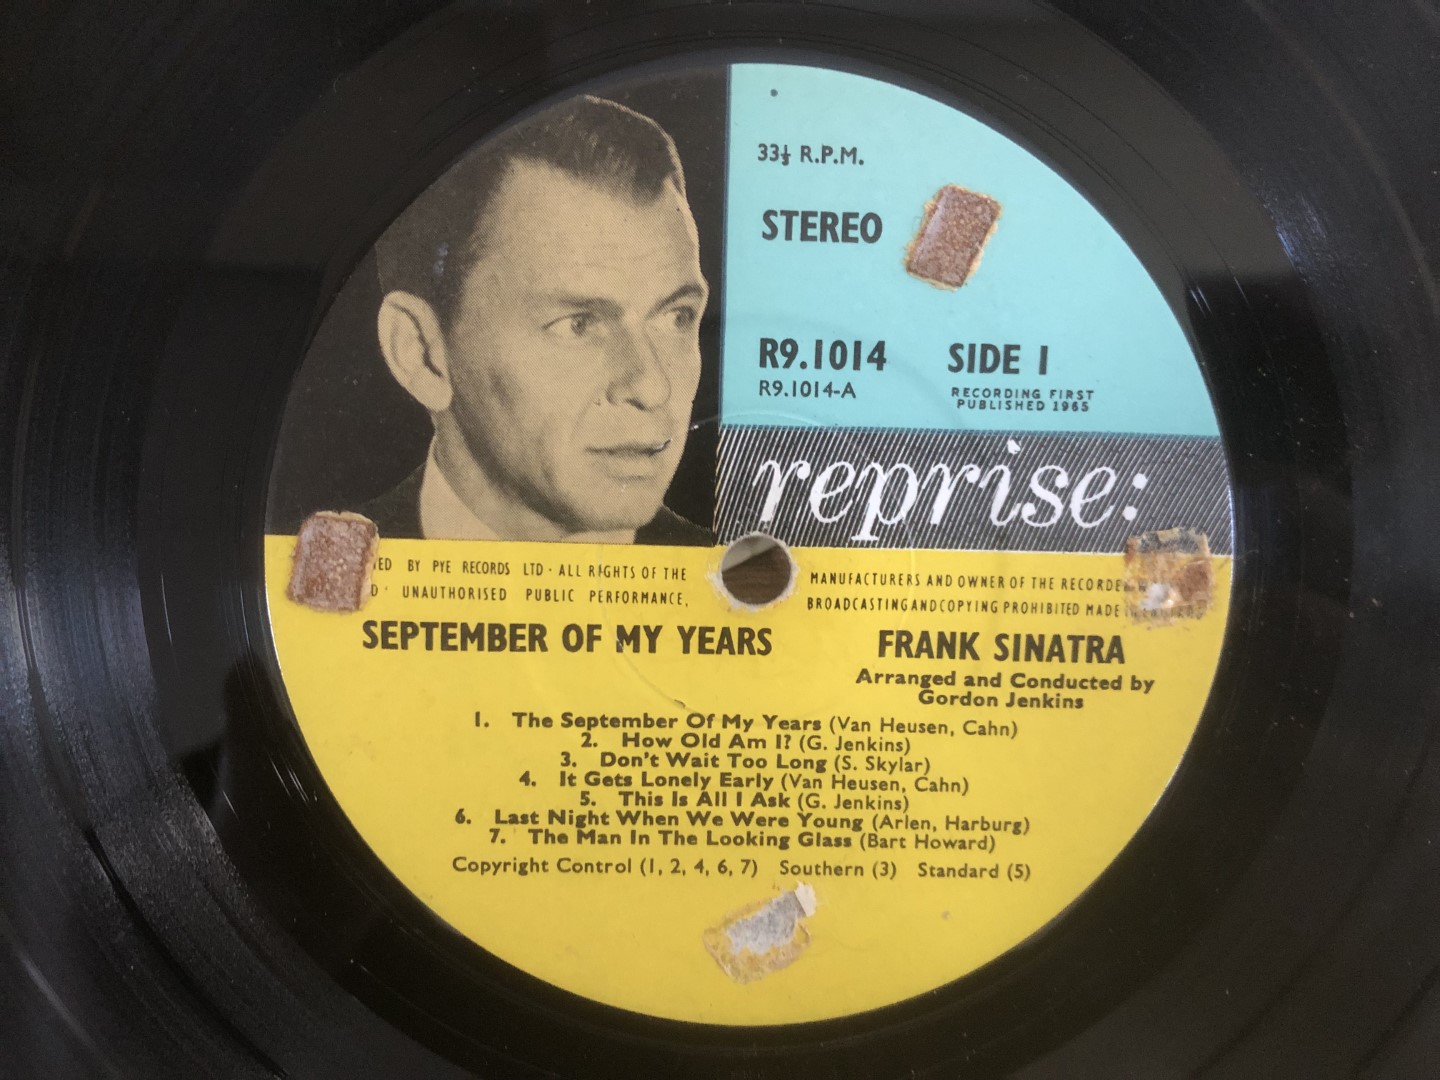 33⅓ R.P.M.
STEREO
R9.1014 SIDE 1
R9.1014-A RECORDING FIRST
PUBLISHED 1965
reprise:
BY PYE RECORDS LTD · ALL RIGHTS OF THE MANUFACTURERS AND OWNER OF THE
UNAUTHORISED PUBLIC PERFORMANCE, BROADCASTING AND COPYING PROHIBITED MADE
SEPTEMBER OF MY YEARS FRANK SINATRA
Arranged and Conducted by
Gordon Jenkins
1. The September Of My Years (Van Heusen, Cahn)
2. How Old Am I? (G. Jenkins)
3. Don't Wait Too Long (S. Skylar)
4. It Gets Lonely Early (Van Heusen, Cahn)
5. This Is All I Ask (G. Jenkins)
6. Last Night When We Were Young (Arlen, Harburg)
7. The Man In The Looking Glass (Bart Howard)
Copyright Control (1, 2, 4, 6, 7) Southern (3) Standard (5)